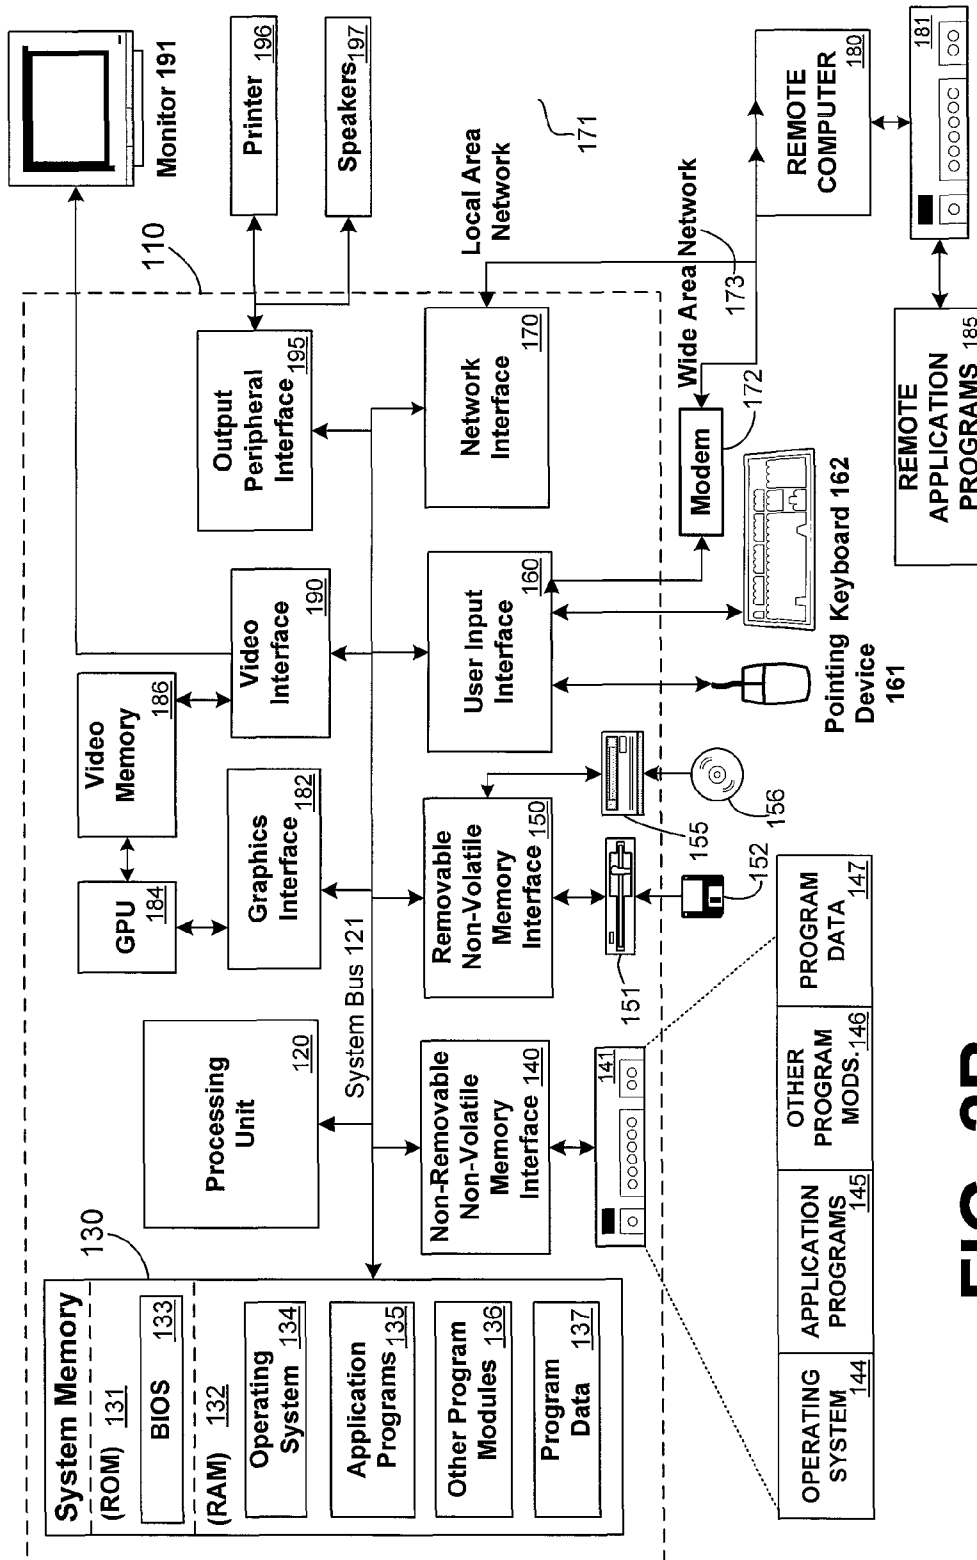 System Memory
(ROM) 131
BIOS 133
(RAM) 132
Operating
System 134
Application
Programs 135
Other Program
Modules 136
Program
Data 137
130
Processing
Unit
120
System Bus 121
GPU
184
Video
Memory
186
Graphics
Interface 182
Video
Interface
190
Output
Peripheral
Interface 195
110
Monitor 191
Printer
196
Speakers 197
Non-Removable
Non-Volatile
Memory
Interface 140
Removable
Non-Volatile
Memory
Interface 150
User Input
Interface
160
Network
Interface
170
Local Area
Network
171
141
151
152
155
156
Pointing
Device
161
Keyboard 162
Modem
172
Wide Area Network
173
REMOTE
COMPUTER
180
181
REMOTE
APPLICATION
PROGRAMS 185
OPERATING
SYSTEM 144
APPLICATION
PROGRAMS 145
OTHER
PROGRAM
MODS. 146
PROGRAM
DATA 147